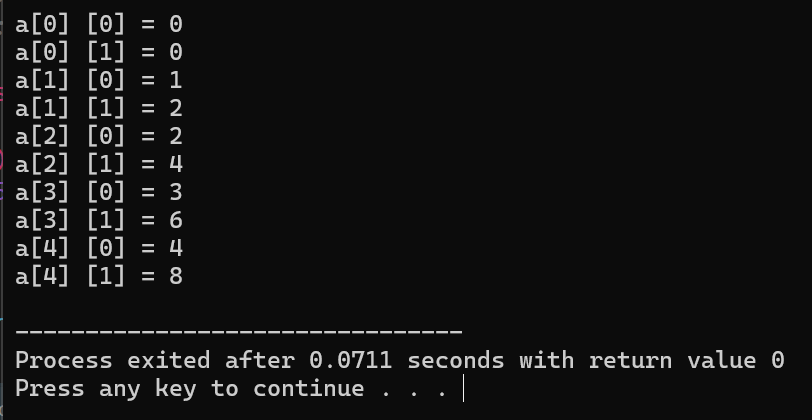 a[0] [0] = 0
a[0] [1] = 0
a[1] [0] = 1
a[1] [1] = 2
a[2] [0] = 2
a[2] [1] = 4
a[3] [0] = 3
a[3] [1] = 6
a[4] [0] = 4
a[4] [1] = 8
--------------------------------
Process exited after 0.0711 seconds with return value 0
Press any key to continue . . .